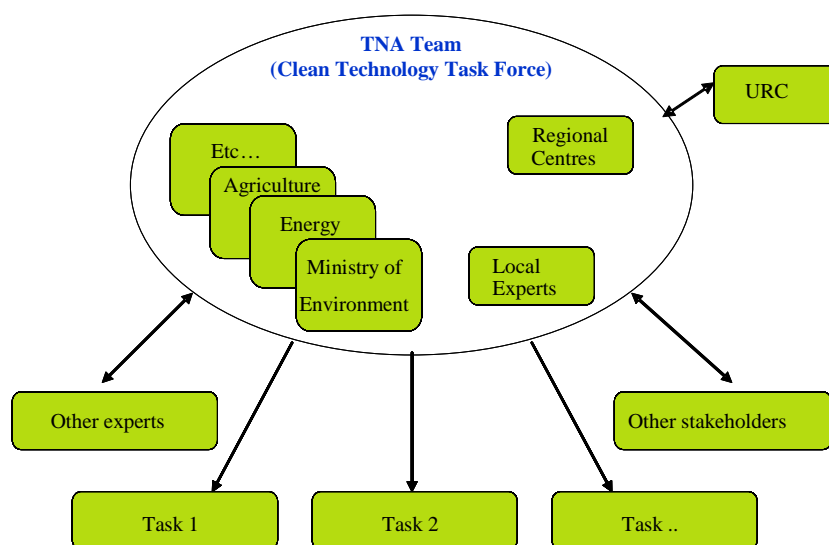 TNA Team
(Clean Technology Task Force)
URC
Regional
Centres
Etc…
Agriculture
Energy
Ministry of
Environment
Local
Experts
Other experts
Other stakeholders
Task 1
Task 2
Task ..